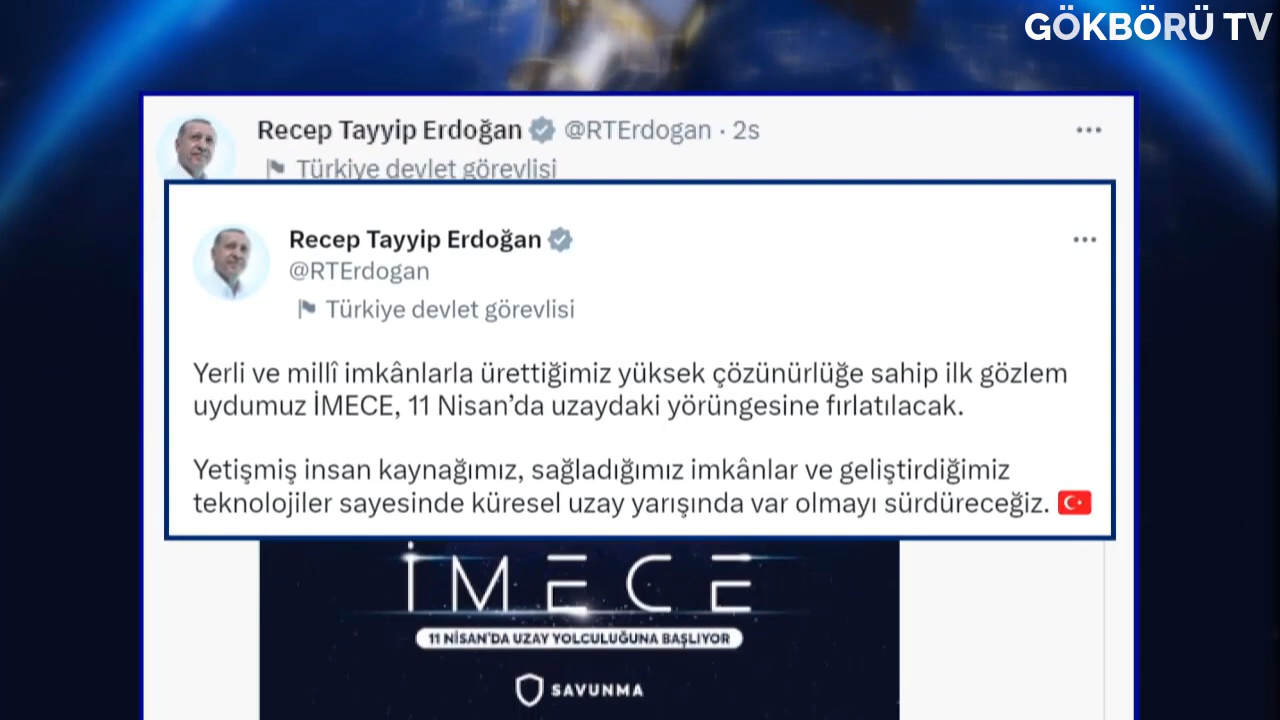 GÖKBÖRÜ TV
Recep Tayyip Erdoğan @RTErdogan · 2s
Türkiye devlet görevlisi
Recep Tayyip Erdoğan
@RTErdogan
Türkiye devlet görevlisi
Yerli ve millî imkânlarla ürettiğimiz yüksek çözünürlüğe sahip ilk gözlem
uydumuz İMECE, 11 Nisan’da uzaydaki yörüngesine fırlatılacak.
Yetişmiş insan kaynağımız, sağladığımız imkânlar ve geliştirdiğimiz
teknolojiler sayesinde küresel uzay yarışında var olmayı sürdüreceğiz.
İMECE
11 NİSAN'DA UZAY YOLCULUĞUNA BAŞLIYOR
SAVUNMA